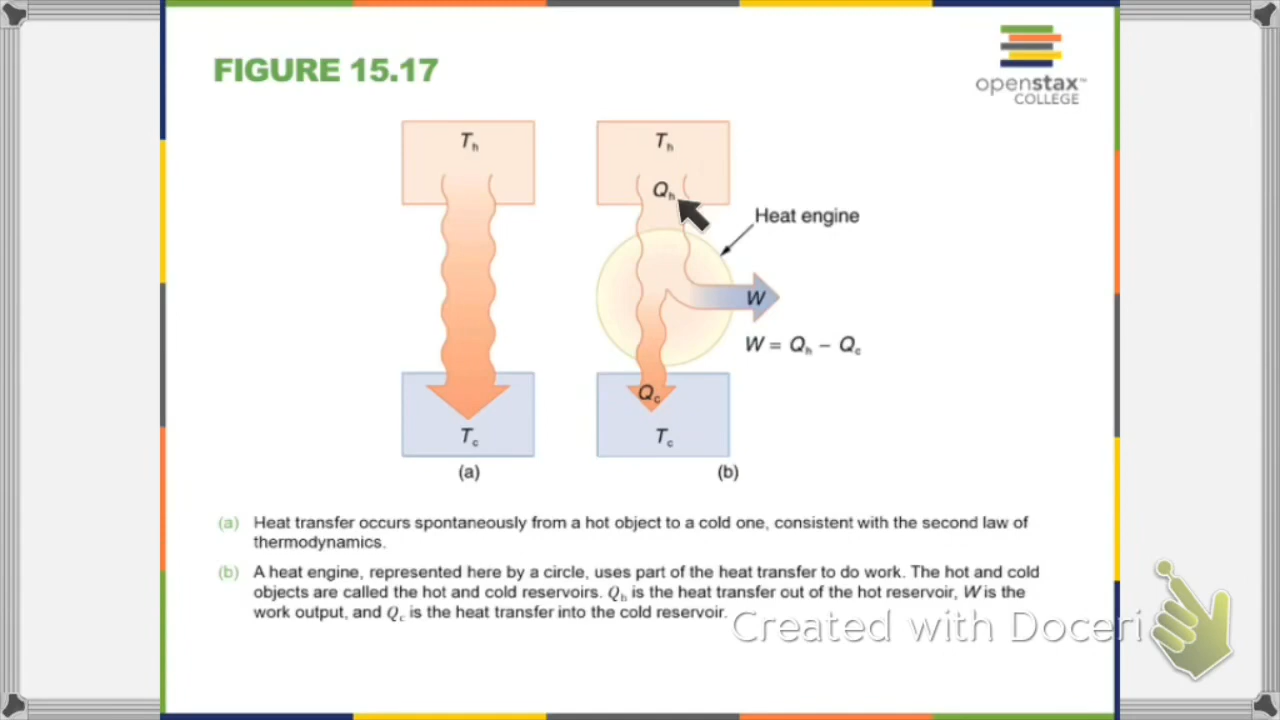 FIGURE 15.17
openstax™
COLLEGE
Th
Th
Qh
Heat engine
W
W = Qh – Qc
Qc
Tc
Tc
(a)
(b)
(a) Heat transfer occurs spontaneously from a hot object to a cold one, consistent with the second law of
thermodynamics.
(b) A heat engine, represented here by a circle, uses part of the heat transfer to do work. The hot and cold
objects are called the hot and cold reservoirs. Qh is the heat transfer out of the hot reservoir, W is the
work output, and Qc is the heat transfer into the cold reservoir.
Created with Doceri